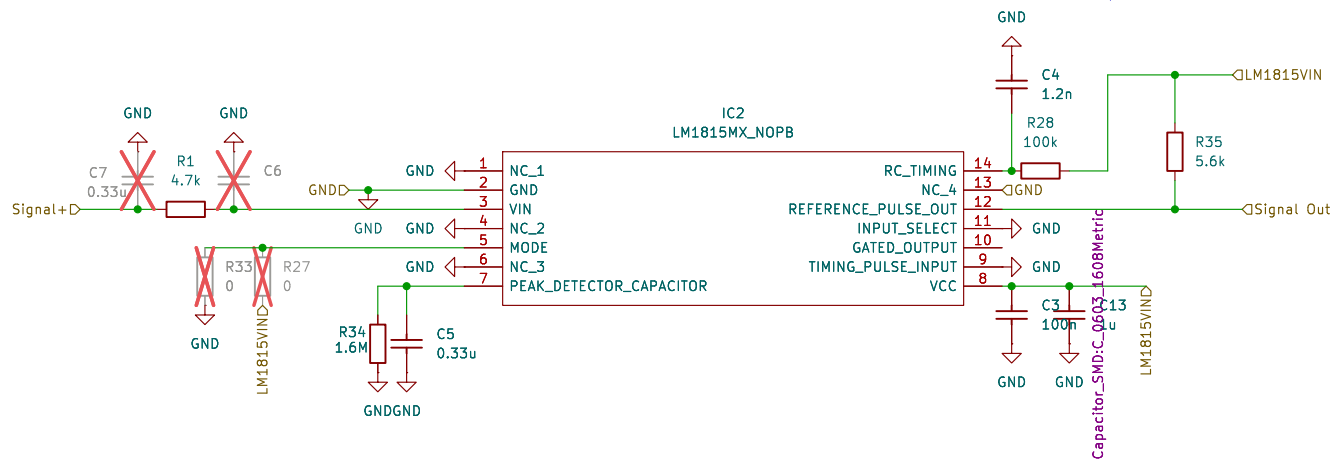 GND
C4
1.2n
LM1815VIN
IC2
LM1815MX_NOPB
GND
GND
R28
100k
R35
5.6k
C7
0.33u
R1
4.7k
C6
GND
1
NC_1
RC_TIMING
14
GND
2
GND
NC_4
13
GND
Signal+
3
VIN
REFERENCE_PULSE_OUT
12
Signal Out
GND
GND
4
NC_2
INPUT_SELECT
11
GND
5
MODE
GATED_OUTPUT
10
R33
0
R27
0
GND
6
NC_3
TIMING_PULSE_INPUT
9
GND
7
PEAK_DETECTOR_CAPACITOR
VCC
8
GND
LM1815VIN
R34
1.6M
C5
0.33u
GND
GND
C3
100n
C13
1u
GND
GND
Capacitor_SMD:C_0603_1608Metric
LM1815VIN